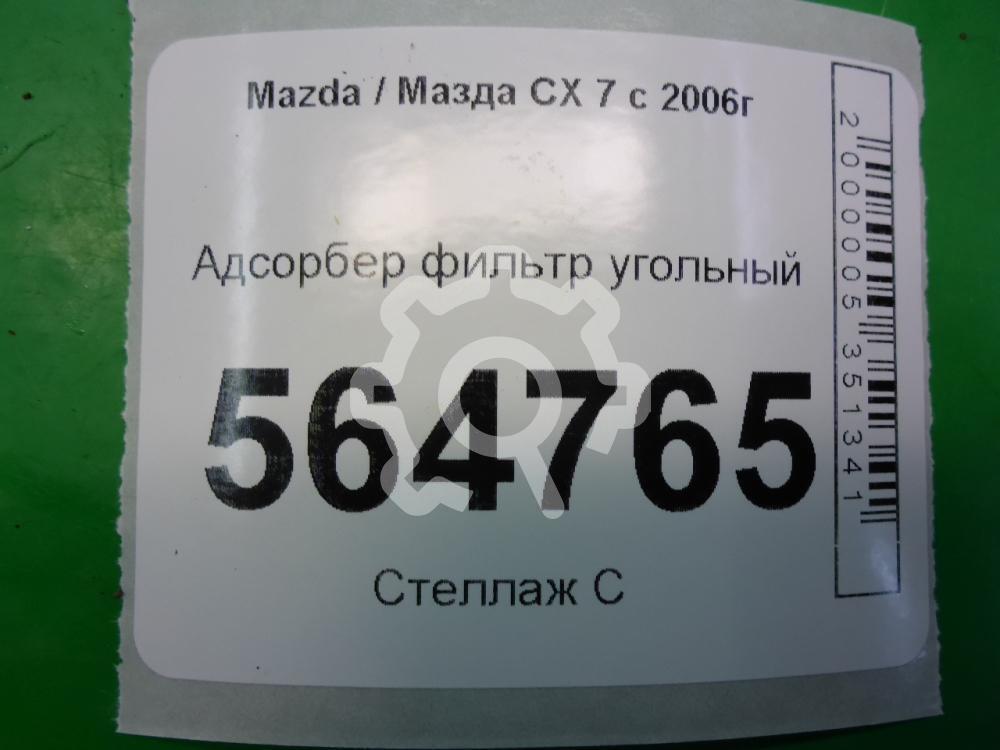 Mazda / Мазда CX 7 с 2006г
Адсорбер фильтр угольный
564765
Стеллаж С
2000005351341